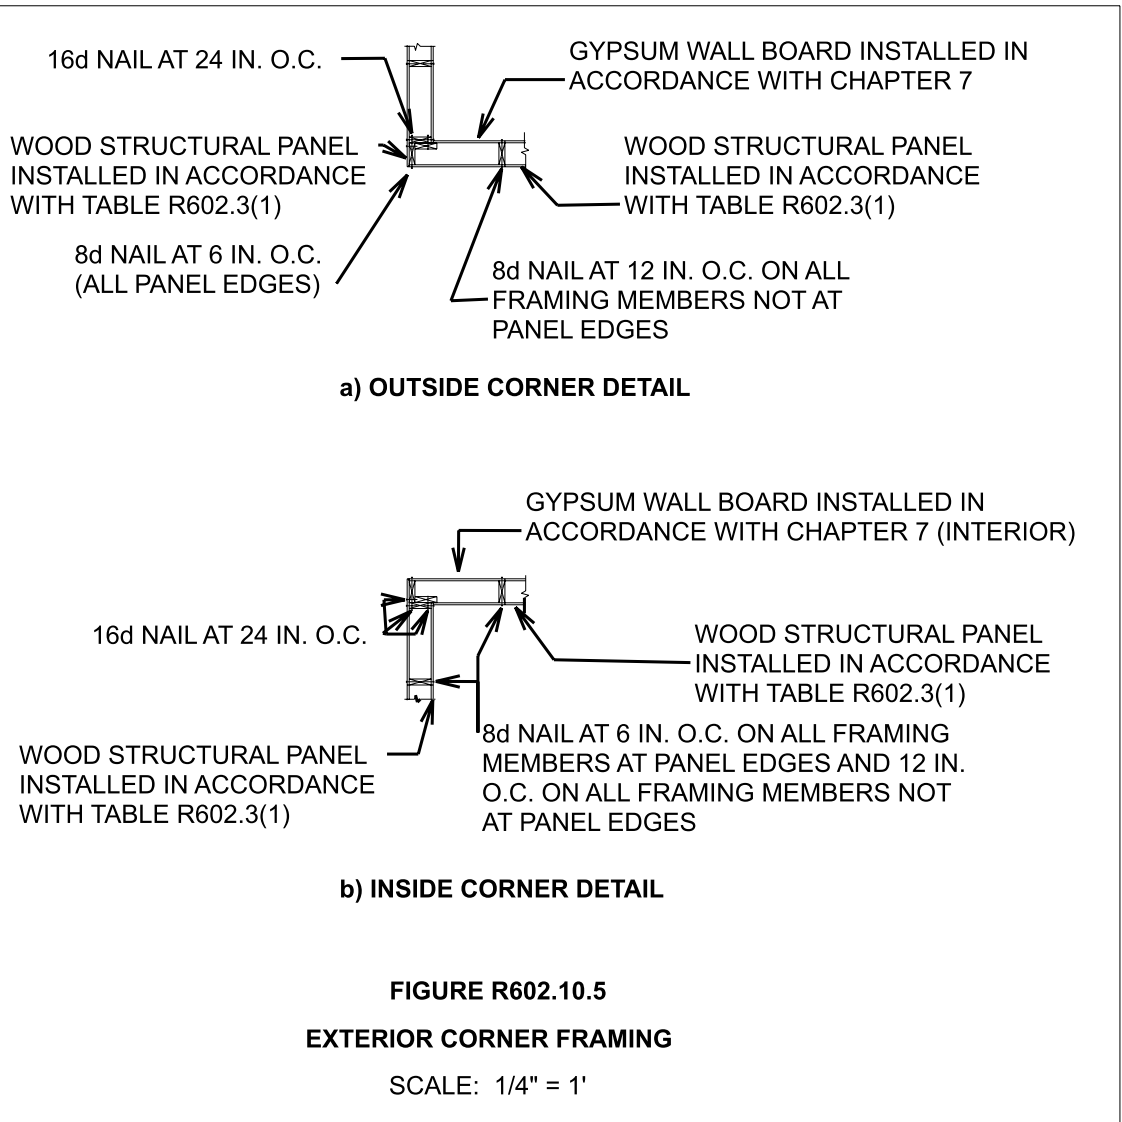 16d NAIL AT 24 IN. O.C.
GYPSUM WALL BOARD INSTALLED IN
ACCORDANCE WITH CHAPTER 7
WOOD STRUCTURAL PANEL
INSTALLED IN ACCORDANCE
WITH TABLE R602.3(1)
WOOD STRUCTURAL PANEL
INSTALLED IN ACCORDANCE
WITH TABLE R602.3(1)
8d NAIL AT 6 IN. O.C.
(ALL PANEL EDGES)
8d NAIL AT 12 IN. O.C. ON ALL
FRAMING MEMBERS NOT AT
PANEL EDGES
a) OUTSIDE CORNER DETAIL
GYPSUM WALL BOARD INSTALLED IN
ACCORDANCE WITH CHAPTER 7 (INTERIOR)
16d NAIL AT 24 IN. O.C.
WOOD STRUCTURAL PANEL
INSTALLED IN ACCORDANCE
WITH TABLE R602.3(1)
WOOD STRUCTURAL PANEL
INSTALLED IN ACCORDANCE
WITH TABLE R602.3(1)
8d NAIL AT 6 IN. O.C. ON ALL FRAMING
MEMBERS AT PANEL EDGES AND 12 IN.
O.C. ON ALL FRAMING MEMBERS NOT
AT PANEL EDGES
b) INSIDE CORNER DETAIL
FIGURE R602.10.5
EXTERIOR CORNER FRAMING
SCALE: 1/4" = 1'